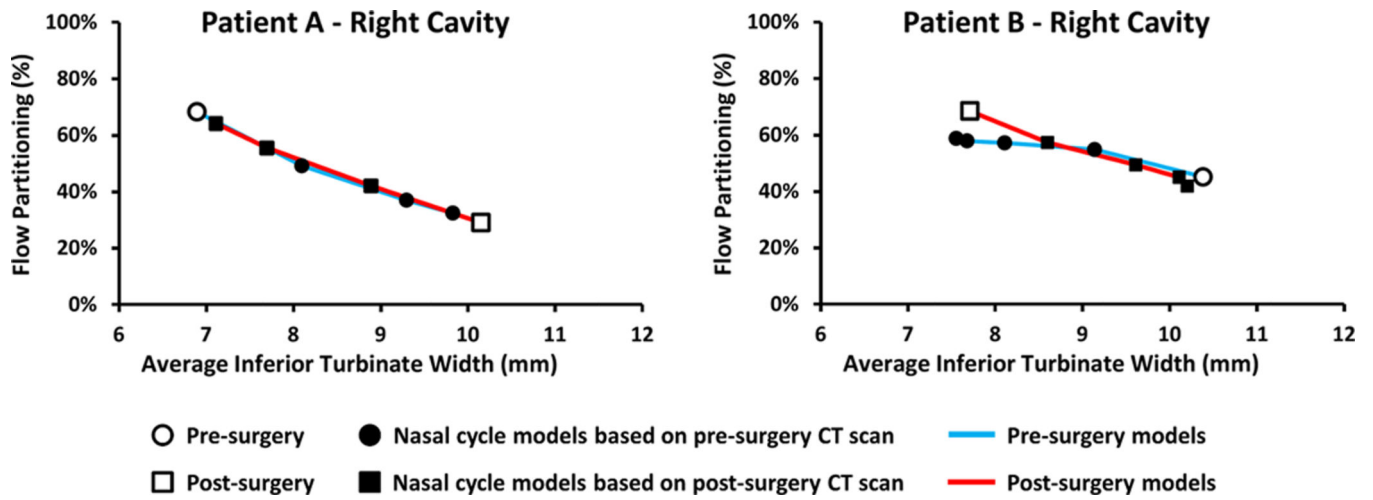 Patient A - Right Cavity
Flow Partitioning (%)
100%
80%
60%
40%
20%
0%
6 7 8 9 10 11 12
Average Inferior Turbinate Width (mm)
Patient B - Right Cavity
Flow Partitioning (%)
100%
80%
60%
40%
20%
0%
6 7 8 9 10 11 12
Average Inferior Turbinate Width (mm)
Pre-surgery Nasal cycle models based on pre-surgery CT scan Pre-surgery models
Post-surgery Nasal cycle models based on post-surgery CT scan Post-surgery models